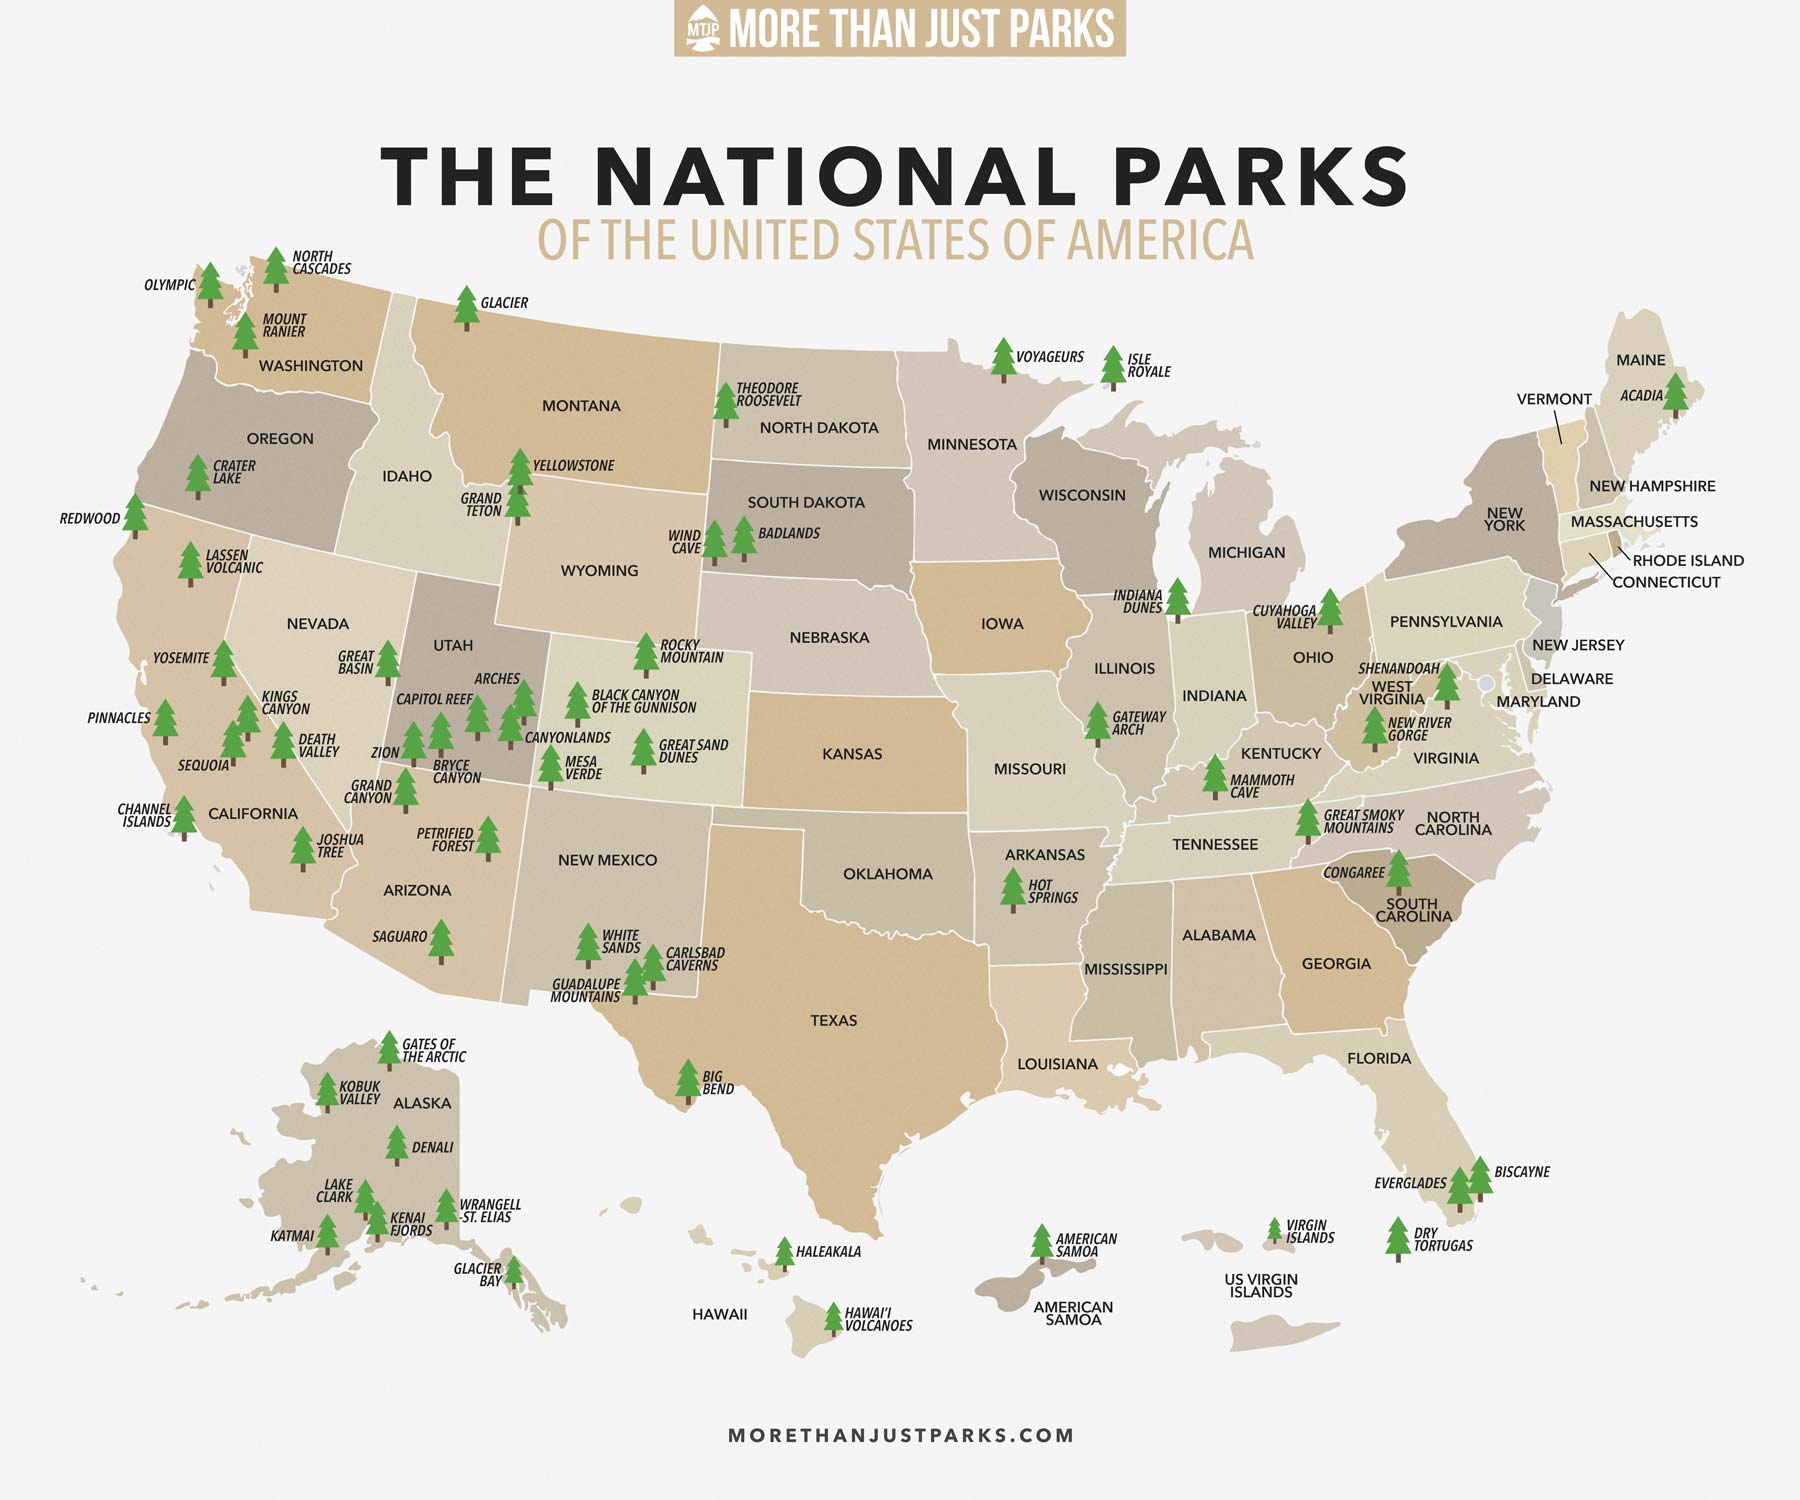 MTJP MORE THAN JUST PARKS
THE NATIONAL PARKS
OF THE UNITED STATES OF AMERICA
NORTH
CASCADES
OLYMPIC
MOUNT
RANIER
WASHINGTON
GLACIER
MONTANA
OREGON
CRATER
LAKE
IDAHO
REDWOOD
YELLOWSTONE
GRAND
TETON
WYOMING
THEODORE
ROOSEVELT
NORTH DAKOTA
SOUTH DAKOTA
WIND
CAVE
BADLANDS
VOYAGEURS
ISLE
ROYALE
MINNESOTA
WISCONSIN
MICHIGAN
MAINE
ACADIA
VERMONT
NEW HAMPSHIRE
NEW
YORK
MASSACHUSETTS
RHODE ISLAND
CONNECTICUT
LASSEN
VOLCANIC
NEVADA
UTAH
YOSEMITE
GREAT
BASIN
KINGS
CANYON
PINNACLES
SEQUOIA
DEATH
VALLEY
CHANNEL
ISLANDS
CALIFORNIA
JOSHUA
TREE
ARCHES
CAPITOL REEF
CANYONLANDS
ZION
BRYCE
CANYON
GRAND
CANYON
ROCKY
MOUNTAIN
BLACK CANYON
OF THE GUNNISON
GREAT SAND
DUNES
MESA
VERDE
NEBRASKA
KANSAS
IOWA
ILLINOIS
INDIANA
DUNES
INDIANA
CUYAHOGA
VALLEY
OHIO
PENNSYLVANIA
NEW JERSEY
DELAWARE
MARYLAND
SHENANDOAH
WEST
VIRGINIA
NEW RIVER
GORGE
VIRGINIA
GATEWAY
ARCH
MISSOURI
KENTUCKY
MAMMOTH
CAVE
TENNESSEE
GREAT SMOKY
MOUNTAINS
NORTH
CAROLINA
CONGAREE
SOUTH
CAROLINA
PETRIFIED
FOREST
ARIZONA
SAGUARO
NEW MEXICO
WHITE
SANDS
CARLSBAD
CAVERNS
GUADALUPE
MOUNTAINS
OKLAHOMA
ARKANSAS
HOT
SPRINGS
TEXAS
BIG
BEND
LOUISIANA
MISSISSIPPI
ALABAMA
GEORGIA
FLORIDA
EVERGLADES
BISCAYNE
DRY
TORTUGAS
GATES OF
THE ARCTIC
KOBUK
VALLEY
ALASKA
DENALI
LAKE
CLARK
KATMAI
KENAI
FJORDS
WRANGELL
-ST. ELIAS
GLACIER
BAY
HALEAKALA
HAWAII
HAWAI'I
VOLCANOES
AMERICAN
SAMOA
AMERICAN
SAMOA
VIRGIN
ISLANDS
US VIRGIN
ISLANDS
MORETHANJUSTPARKS.COM